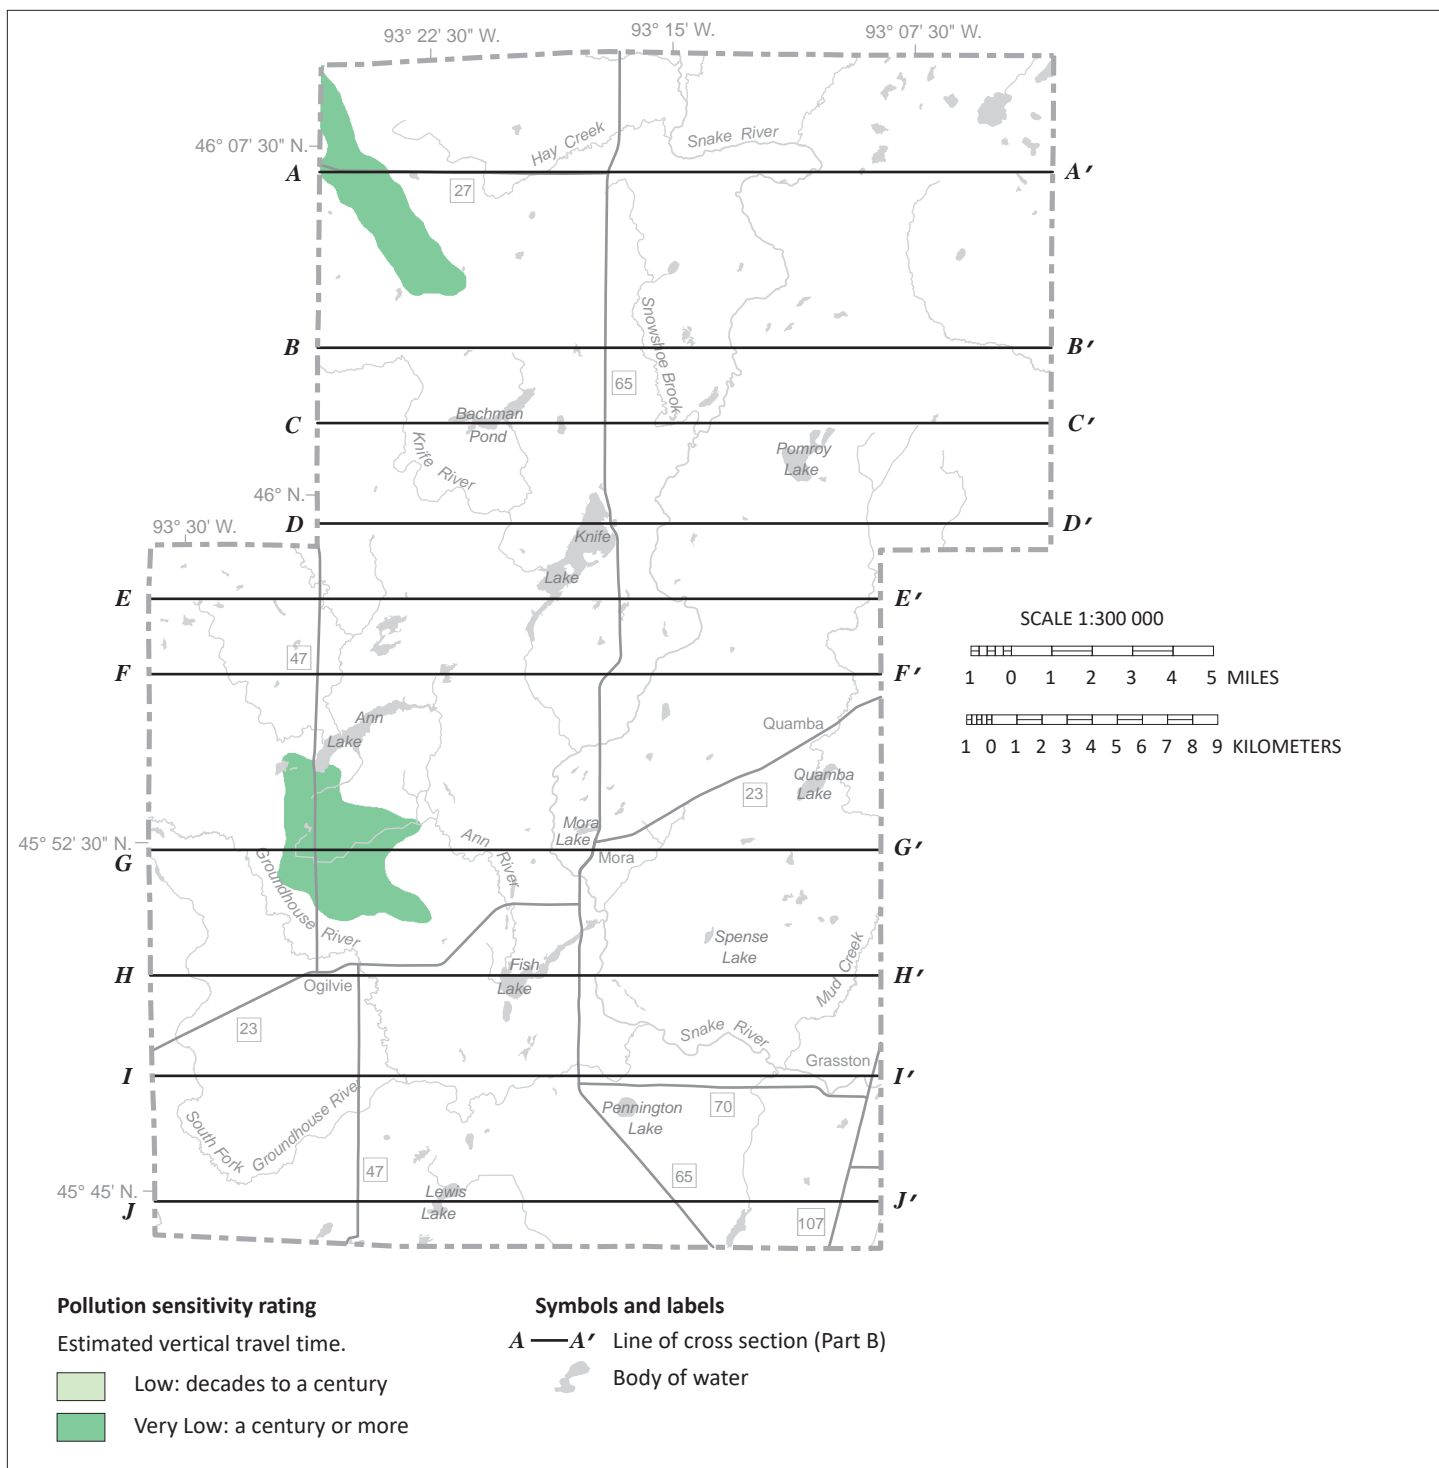 93° 22' 30" W.
93° 15' W.
93° 07' 30" W.
46° 07' 30" N.
Hay Creek
Snake River
A
A′
27
Snowshoe Brook
B
B′
65
Bachman
Pond
C
C′
Knife River
Pomroy
Lake
46° N.
D
D′
93° 30' W.
Knife
Lake
E
E′
SCALE 1:300 000
47
F
F′
1 0 1 2 3 4 5 MILES
Ann
Lake
Quamba
1 0 1 2 3 4 5 6 7 8 9 KILOMETERS
Quamba
Lake
23
Mora
Lake
45° 52' 30" N.
Ann River
G
G′
Mora
Groundhouse River
Spense
Lake
Mud Creek
H
H′
Fish
Lake
Ogilvie
23
Snake River
Grasston
I
I′
South Fork Groundhouse River
Pennington
Lake
70
47
65
45° 45' N.
Lewis
Lake
J
J′
107
Pollution sensitivity rating
Estimated vertical travel time.
Low: decades to a century
Very Low: a century or more
Symbols and labels
A A′ Line of cross section (Part B)
Body of water